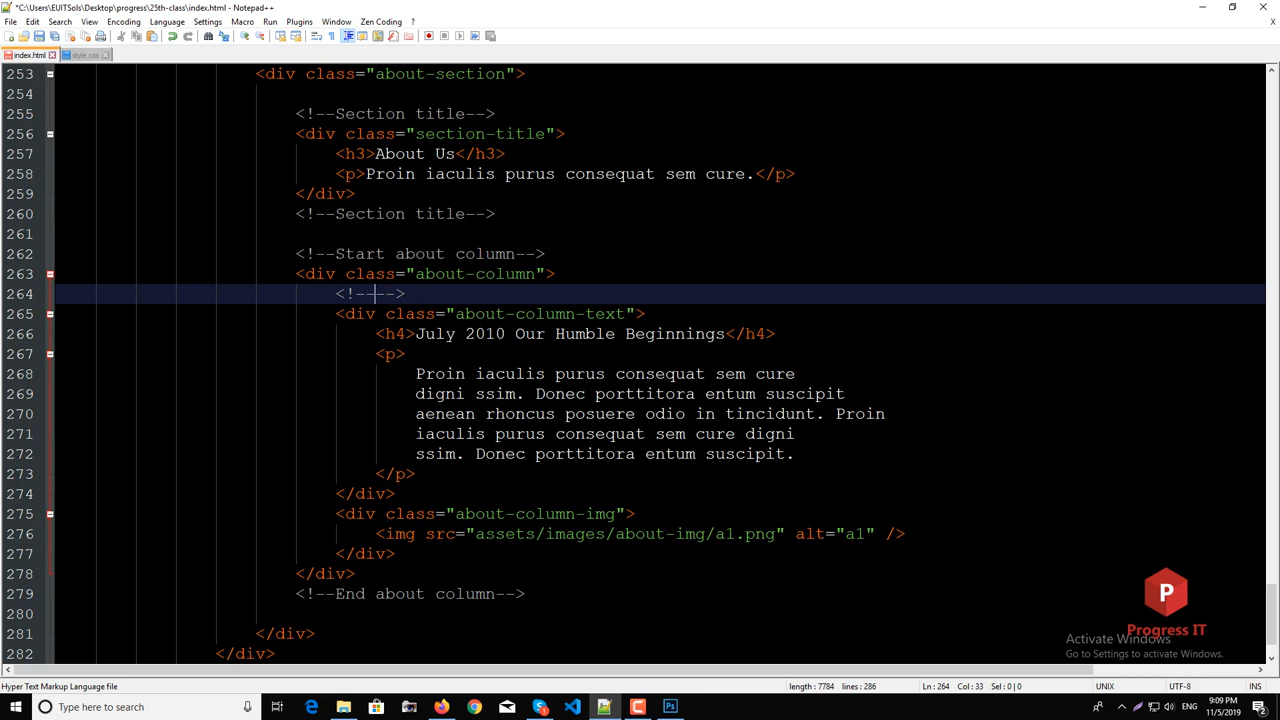 *C:\Users\EUITSols\Desktop\progress\25th-class\index.html - Notepad++
File Edit Search View Encoding Language Settings Macro Run Plugins Window Zen Coding ?
index.html style.css
253 <div class="about-section">
254
255 <!--Section title-->
256 <div class="section-title">
257 <h3>About Us</h3>
258 <p>Proin iaculis purus consequat sem cure.</p>
259 </div>
260 <!--Section title-->
261
262 <!--Start about column-->
263 <div class="about-column">
264 <!---->
265 <div class="about-column-text">
266 <h4>July 2010 Our Humble Beginnings</h4>
267 <p>
268 Proin iaculis purus consequat sem cure
269 digni ssim. Donec porttitora entum suscipit
270 aenean rhoncus posuere odio in tincidunt. Proin
271 iaculis purus consequat sem cure digni
272 ssim. Donec porttitora entum suscipit.
273 </p>
274 </div>
275 <div class="about-column-img">
276 <img src="assets/images/about-img/a1.png" alt="a1" />
277 </div>
278 </div>
279 <!--End about column-->
280
281 </div>
282 </div>
P
Progress IT
Activate Windows
Go to Settings to activate Windows.
Hyper Text Markup Language file length : 7784 lines : 286 Ln : 264 Col : 33 Sel : 0 | 0 UNIX UTF-8 INS
Type here to search ENG 9:09 PM 11/5/2019 2